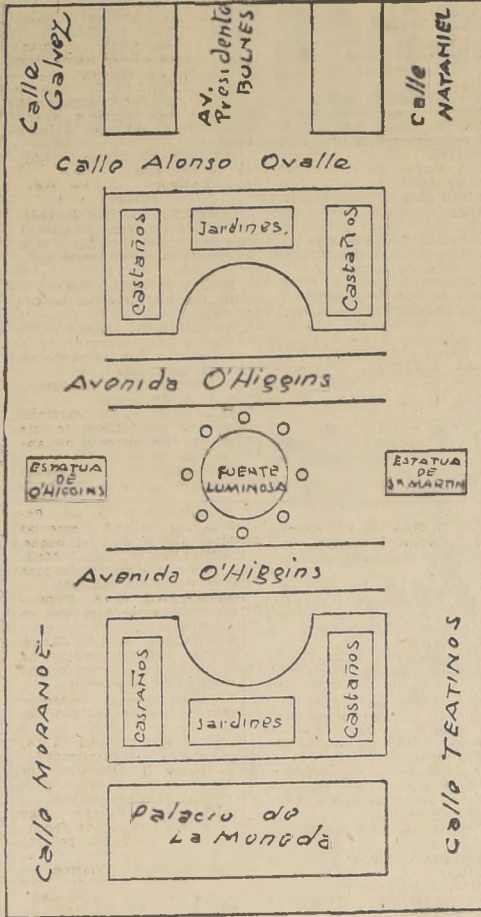 Calle
Galvez
Av.
Presidente
BULNES
Calle
NATANIEL
Calle Alonso Ovalle
Castaños
Jardines.
Castaños
Avenida O'Higgins
ESTATUA
DE
O'HIGGINS
FUENTE
LUMINOSA
ESTATUA
DE
Sn MARTIN
Avenida O'Higgins
Calle MORANDÉ
CASTAÑOS
Jardines
Castaños
Calle TEATINOS
Palacio de
La Moneda